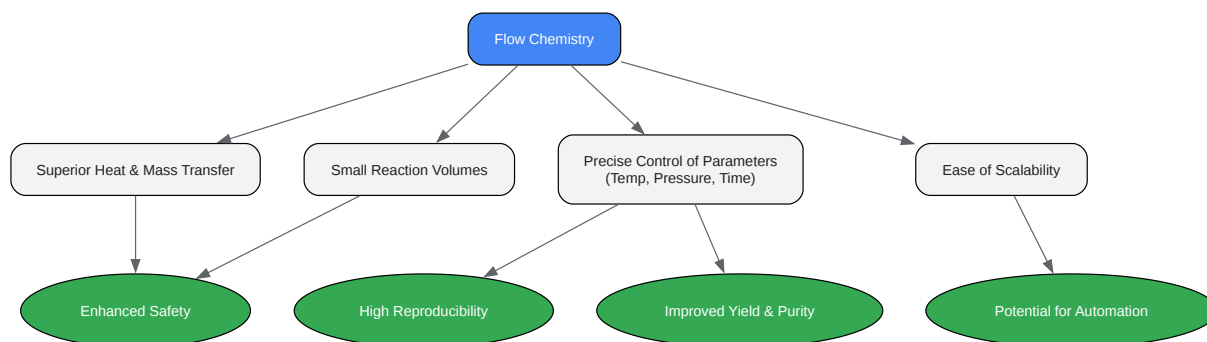 Flow Chemistry
Superior Heat & Mass Transfer
Small Reaction Volumes
Precise Control of Parameters
(Temp, Pressure, Time)
Ease of Scalability
Enhanced Safety
High Reproducibility
Improved Yield & Purity
Potential for Automation